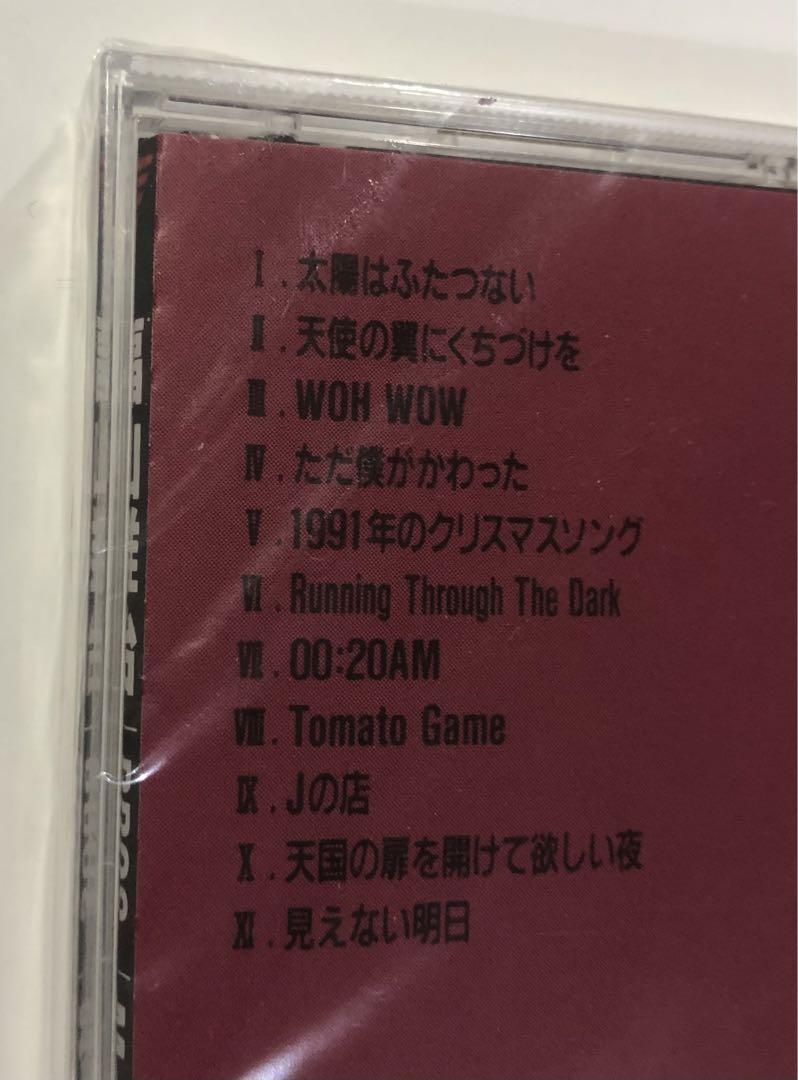 Ⅰ.太陽はふたつない
Ⅱ.天使の翼にくちづけを
Ⅲ.WOH WOW
Ⅳ.ただ僕がかわった
Ⅴ.1991年のクリスマスソング
Ⅵ.Running Through The Dark
Ⅶ.00:20AM
Ⅷ.Tomato Game
Ⅸ.Jの店
Ⅹ.天国の扉を開けて欲しい夜
Ⅺ.見えない明日